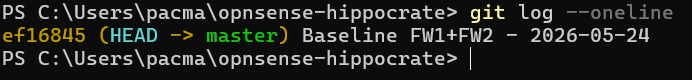 PS C:\Users\pacma\opnsense-hippocrate> git log --oneline
ef16845 (HEAD -> master) Baseline FW1+FW2 - 2026-05-24
PS C:\Users\pacma\opnsense-hippocrate>